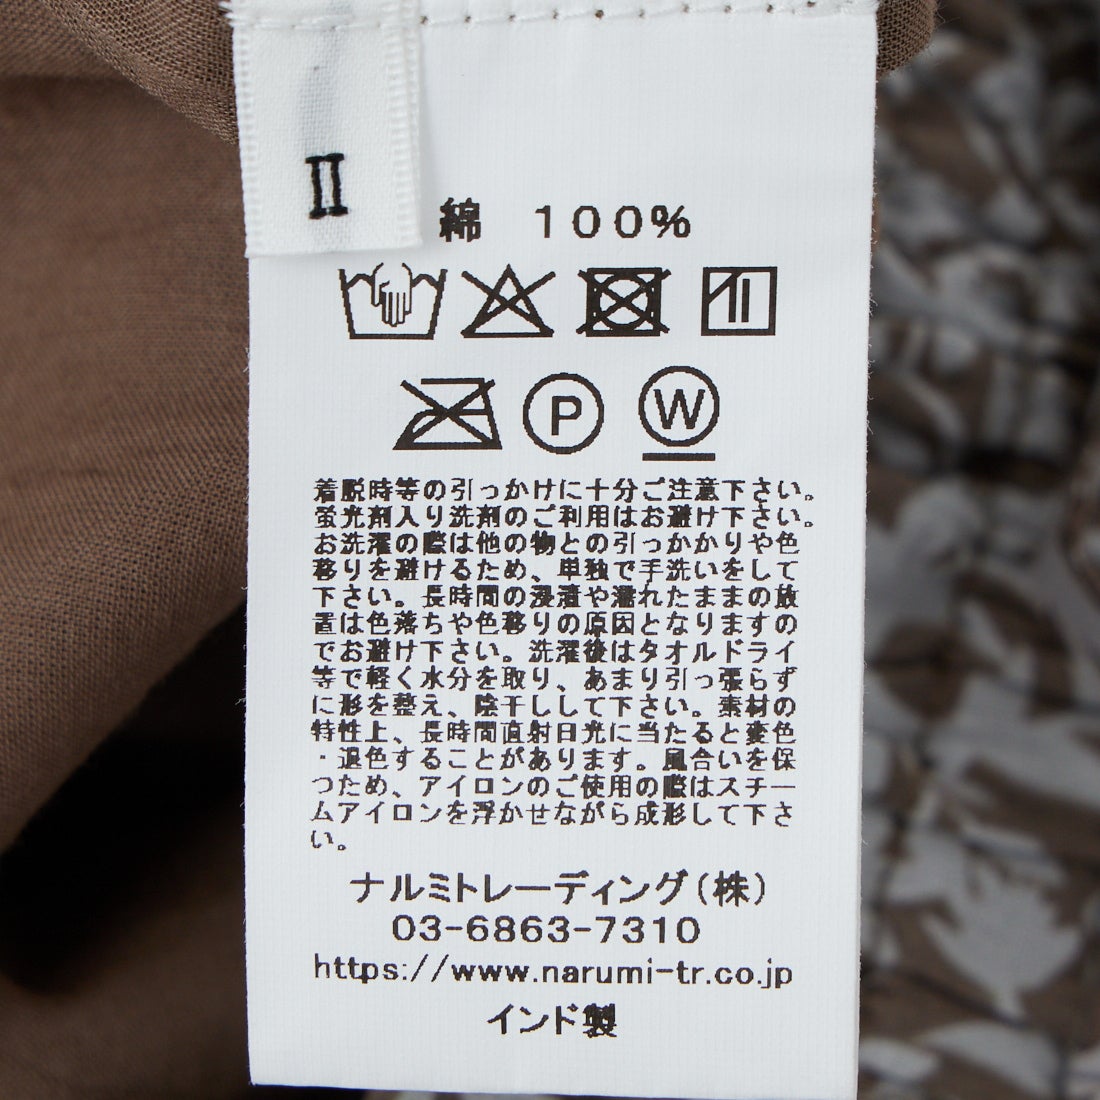 II
綿 100%
P
W
着脱時等の引っかけに十分ご注意下さい。
蛍光剤入り洗剤のご利用はお避け下さい。
お洗濯の際は他の物との引っかかりや色
移りを避けるため、単独で手洗いをして
下さい。長時間の浸漬や濡れたままの放
置は色落ちや色移りの原因となりますの
でお避け下さい。洗濯後はタオルドライ
等で軽く水分を取り、あまり引っ張らず
に形を整え、陰干しして下さい。素材の
特性上、長時間直射日光に当たると変色
・退色することがあります。風合いを保
つため、アイロンのご使用の際はスチー
ムアイロンを浮かせながら成形して下さ
い。
ナルミトレーディング(株)
03-6863-7310
https://www.narumi-tr.co.jp
インド製